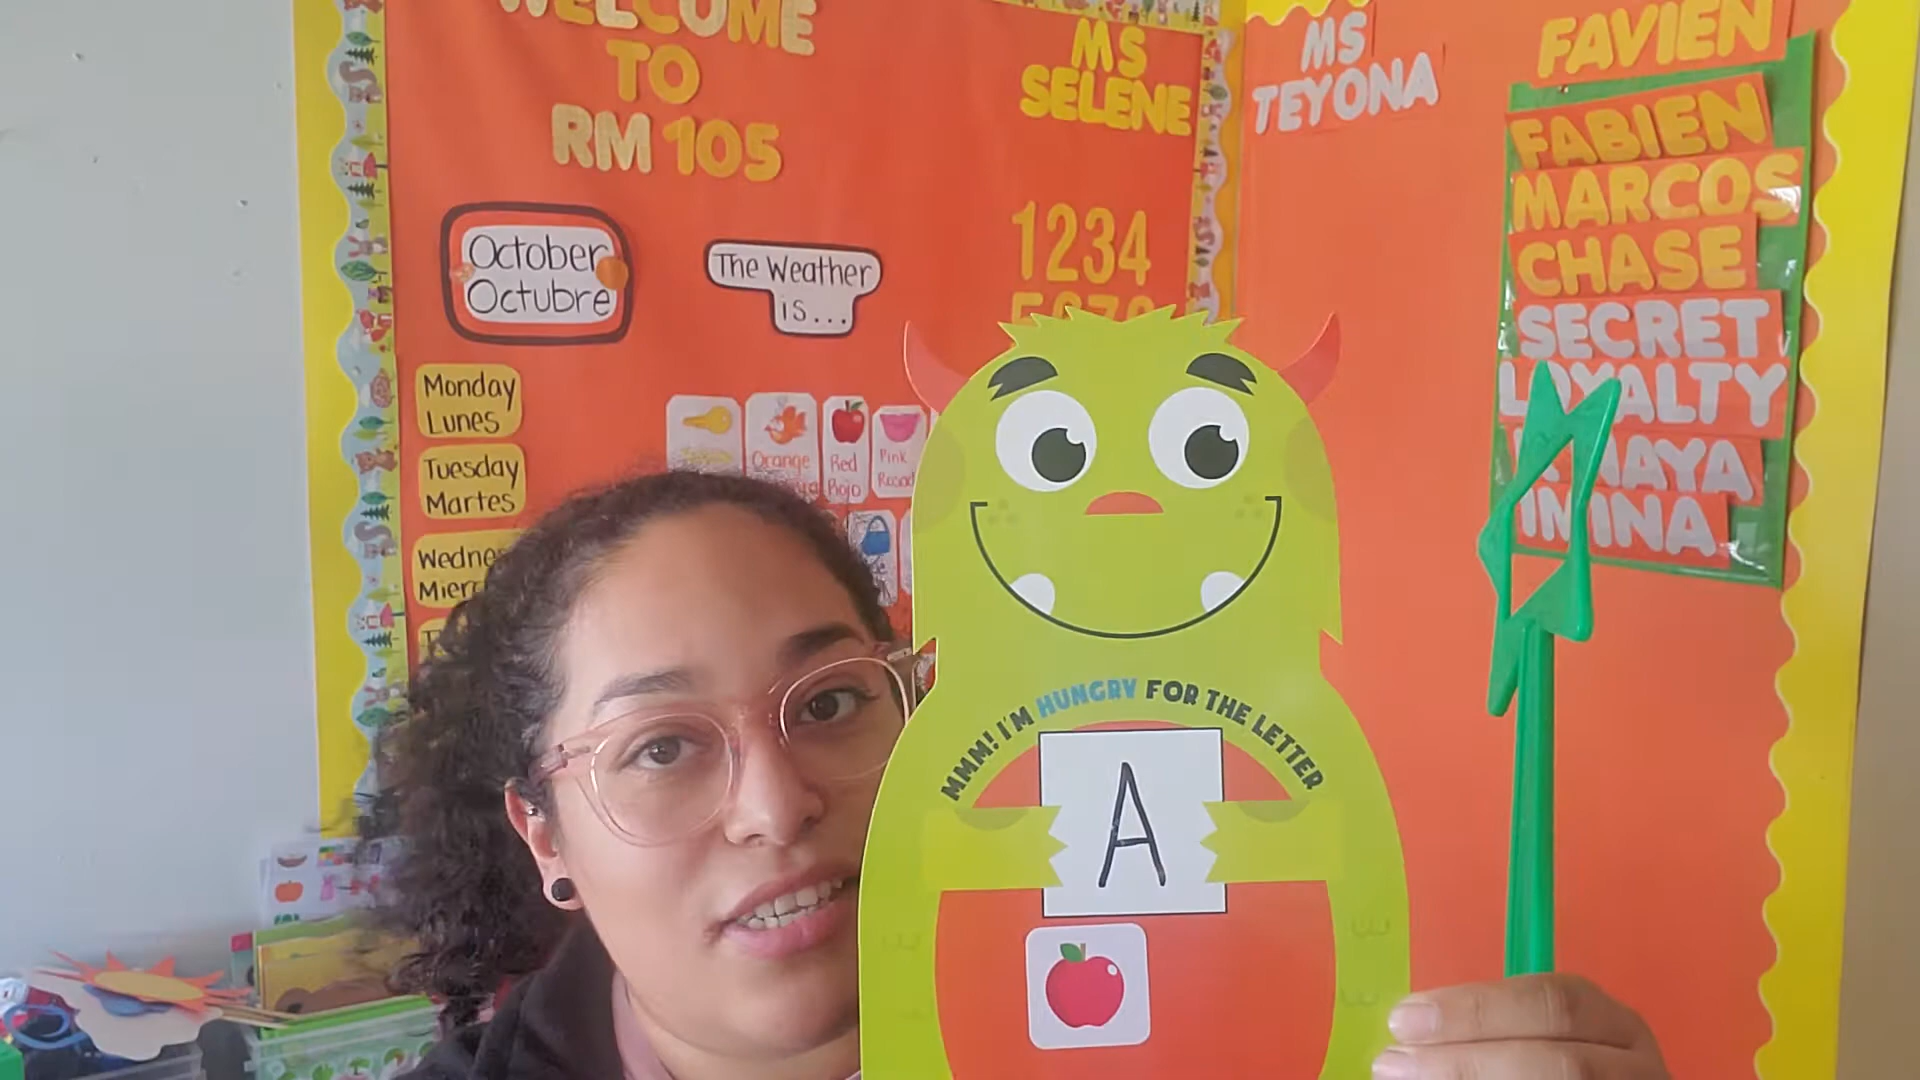 WELCOME
TO
RM 105
MS
SELENE
MS
TEYONA
FAVIEN
FABIEN
MARCOS
CHASE
SECRET
LOYALTY
IMINA
October
Octubre
The Weather
is...
1234
Monday
Lunes
Tuesday
Martes
Orange
Red
Rojo
Pink
MMM! I'M HUNGRY FOR THE LETTER
A